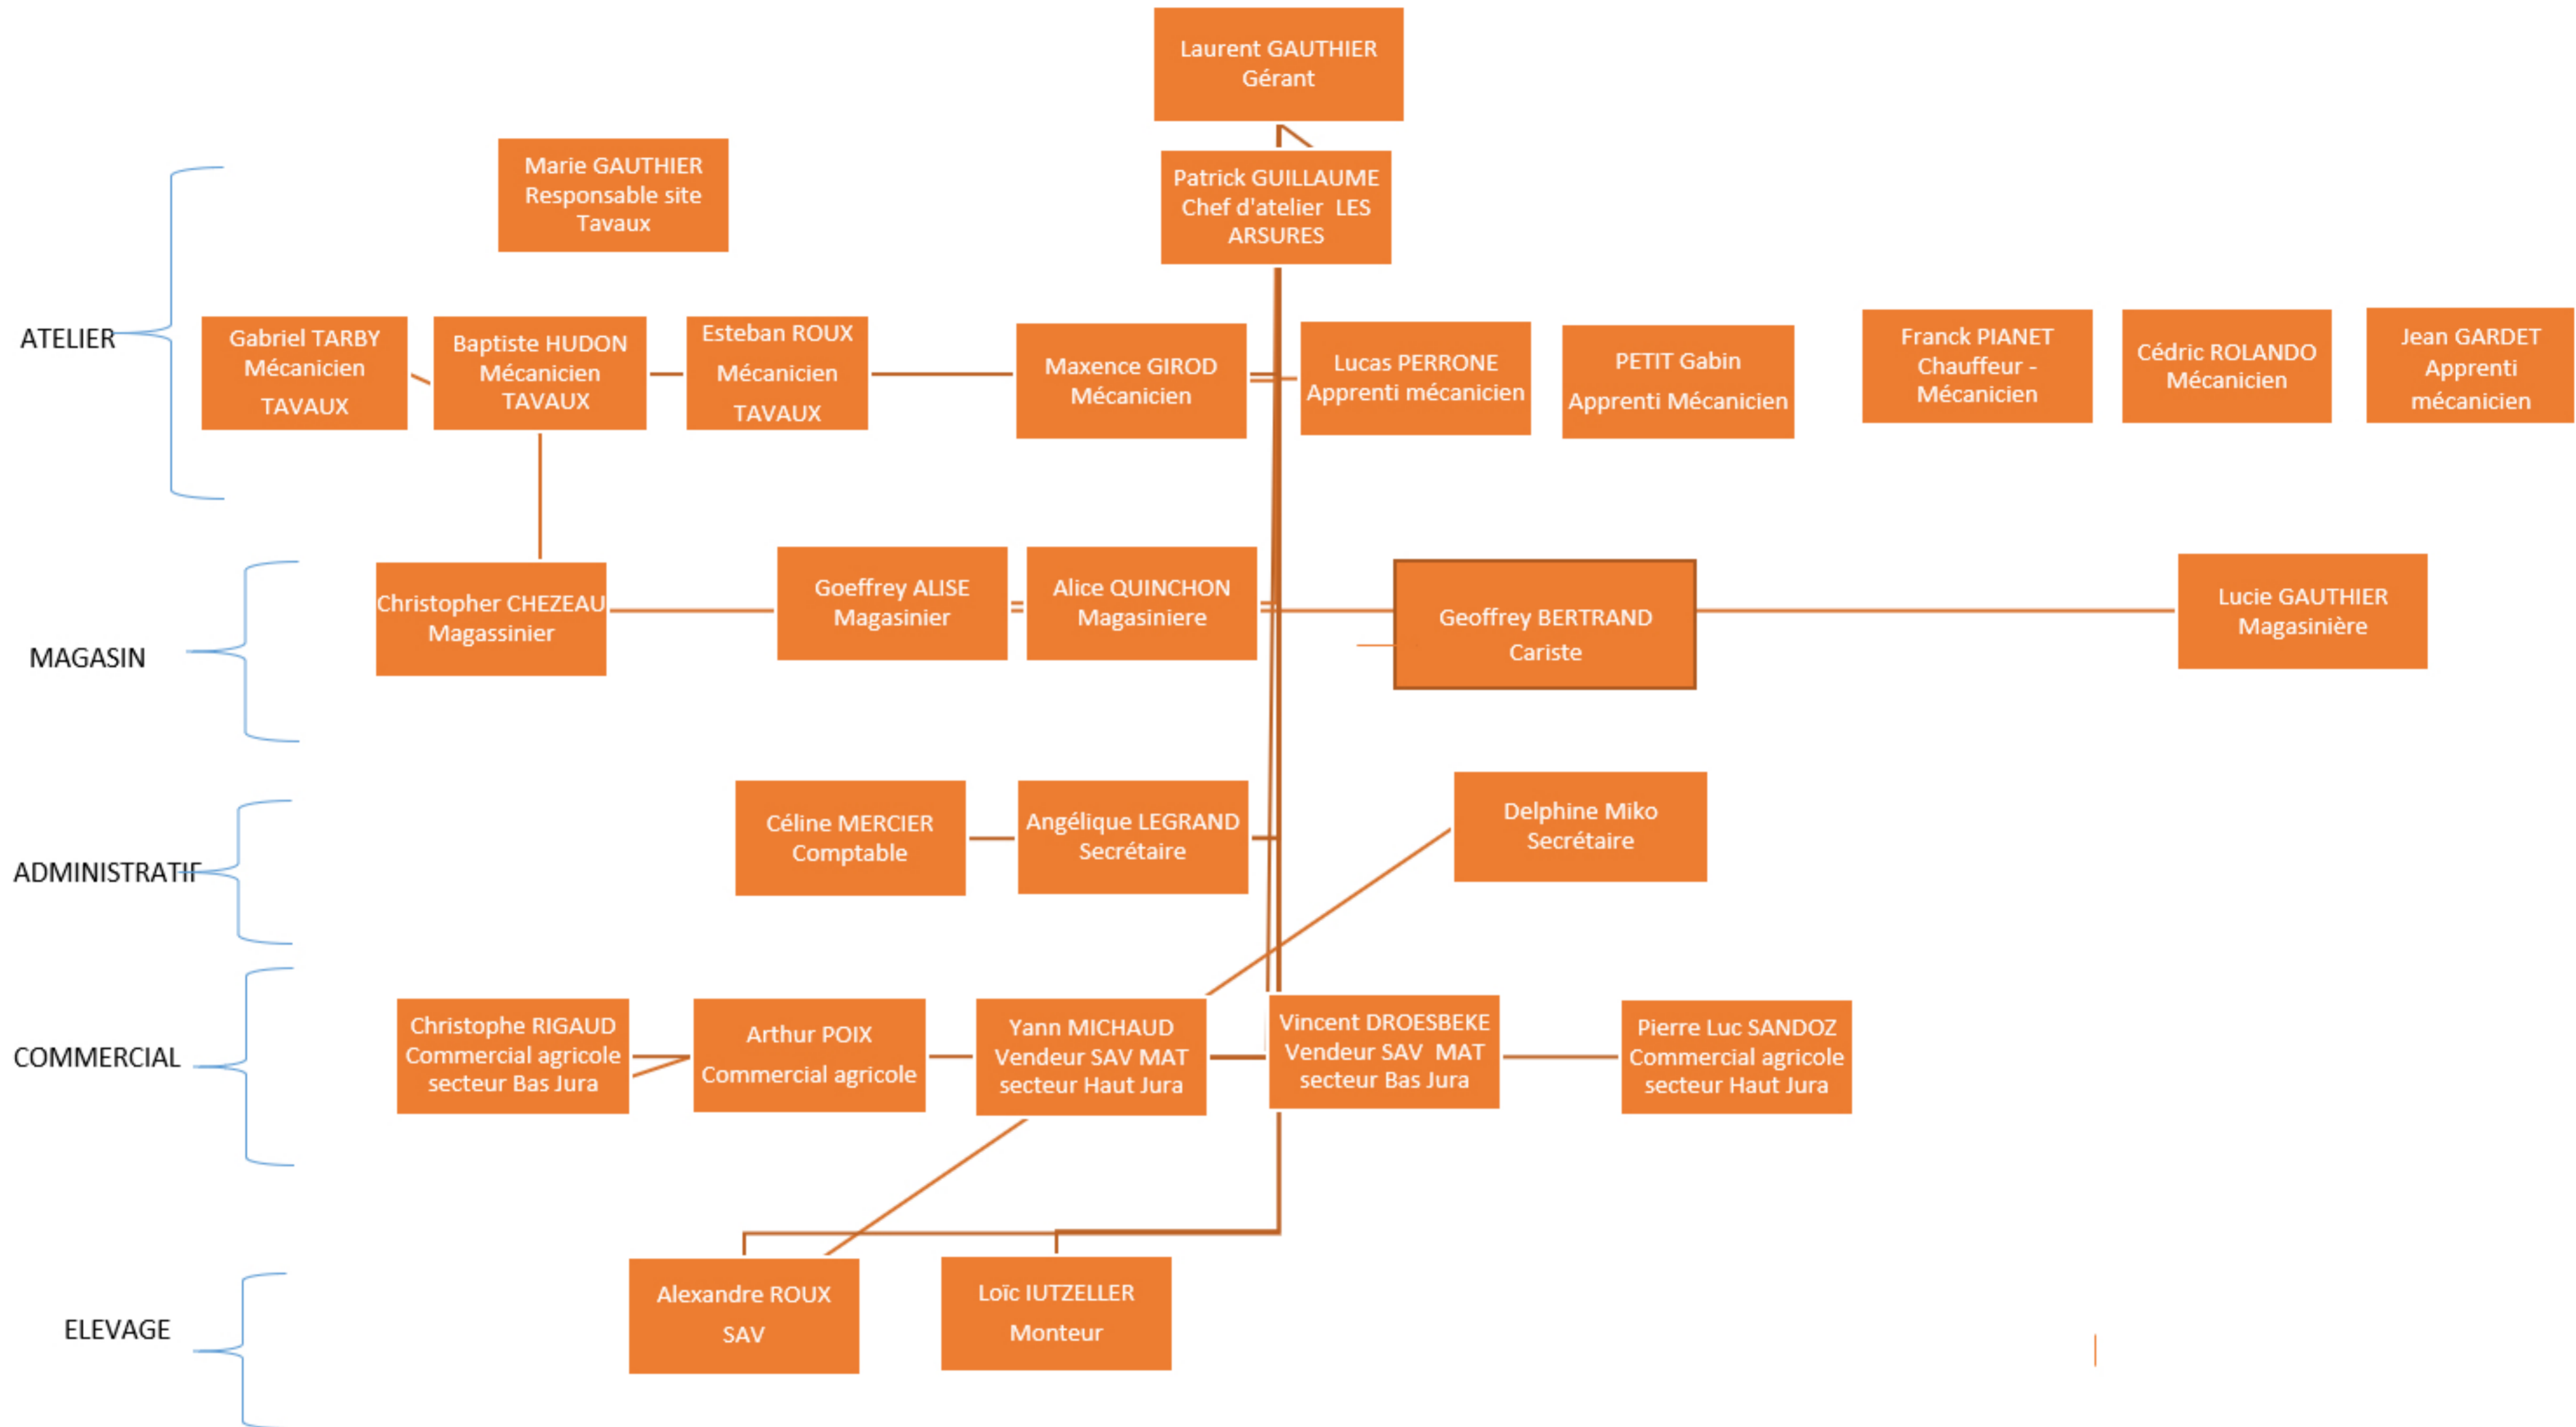 Laurent GAUTHIER
Gérant
Marie GAUTHIER
Responsable site
Tavaux
Patrick GUILLAUME
Chef d'atelier LES
ARSURES
ATELIER
Gabriel TARBY
Mécanicien
TAVAUX
Baptiste HUDON
Mécanicien
TAVAUX
Esteban ROUX
Mécanicien
TAVAUX
Maxence GIROD
Mécanicien
Lucas PERRONE
Apprenti mécanicien
PETIT Gabin
Apprenti Mécanicien
Franck PIANET
Chauffeur -
Mécanicien
Cédric ROLANDO
Mécanicien
Jean GARDET
Apprenti
mécanicien
MAGASIN
Christopher CHEZEAU
Magassinier
Goeffrey ALISE
Magasinier
Alice QUINCHON
Magasiniere
Geoffrey BERTRAND
Cariste
Lucie GAUTHIER
Magasinière
ADMINISTRATIF
Céline MERCIER
Comptable
Angélique LEGRAND
Secrétaire
Delphine Miko
Secrétaire
COMMERCIAL
Christophe RIGAUD
Commercial agricole
secteur Bas Jura
Arthur POIX
Commercial agricole
Yann MICHAUD
Vendeur SAV MAT
secteur Haut Jura
Vincent DROESBEKE
Vendeur SAV MAT
secteur Bas Jura
Pierre Luc SANDOZ
Commercial agricole
secteur Haut Jura
ELEVAGE
Alexandre ROUX
SAV
Loïc IUTZELLER
Monteur